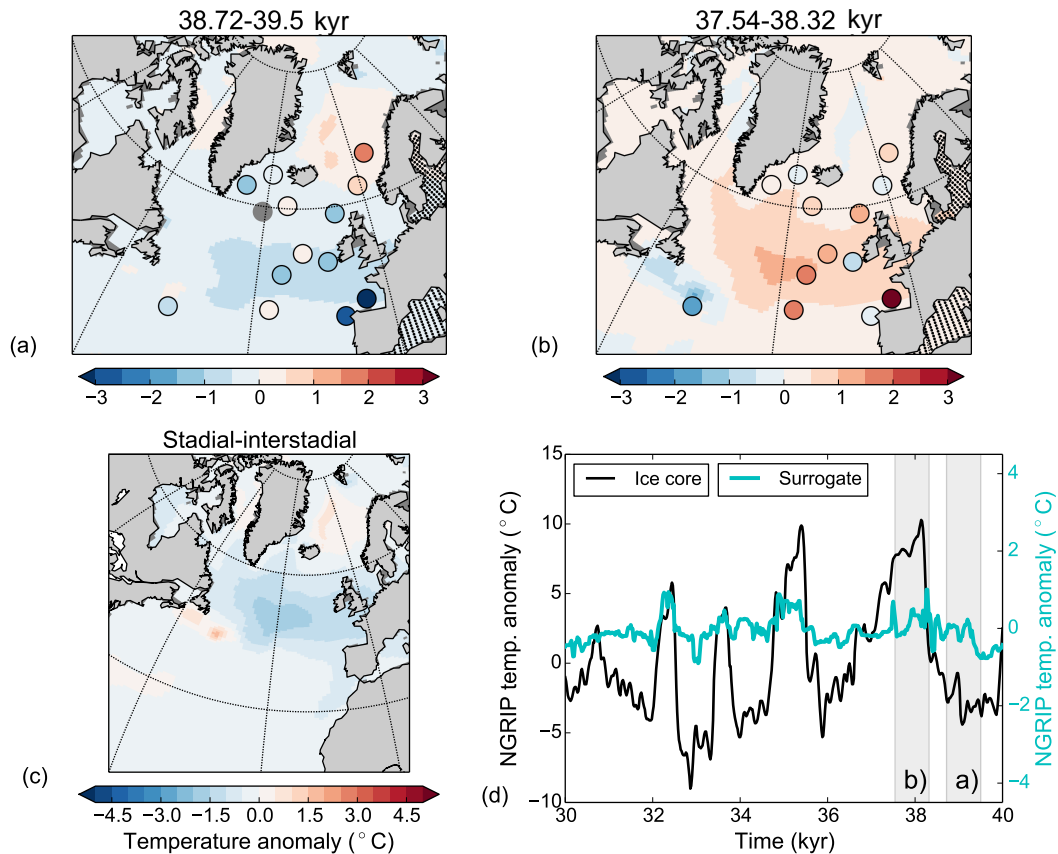 38.72-39.5 kyr
37.54-38.32 kyr
(a)
(b)
−3 −2 −1 0 1 2 3
−3 −2 −1 0 1 2 3
Stadial-interstadial
(c)
−4.5 −3.0 −1.5 0.0 1.5 3.0 4.5
Temperature anomaly (°C)
Ice core
Surrogate
NGRIP temp. anomaly (°C)
15
10
5
0
−5
−10
4
2
0
−2
−4
NGRIP temp. anomaly (°C)
b)
a)
(d)
30 32 34 36 38 40
Time (kyr)